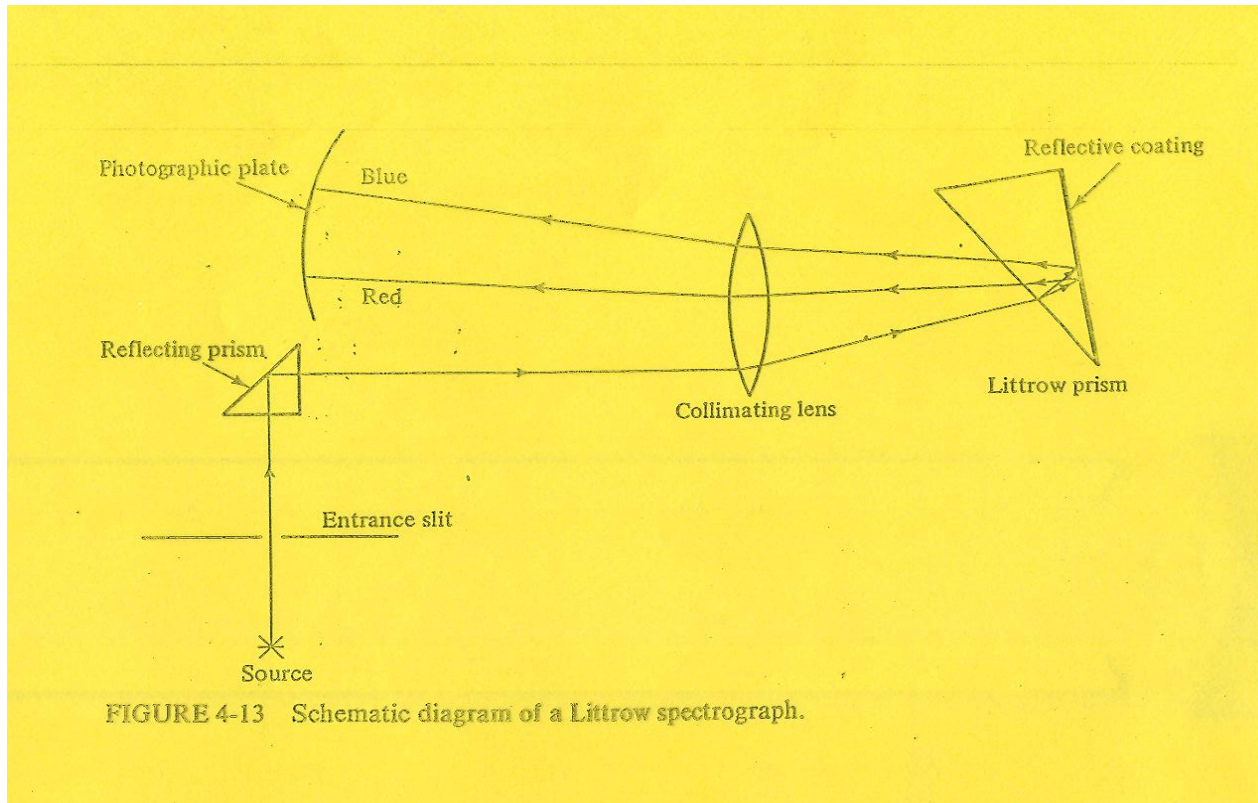 Reflective coating
Photographic plate
Blue
Red
Reflecting prism
Littrow prism
Collimating lens
Entrance slit
Source
FIGURE 4-13 Schematic diagram of a Littrow spectrograph.